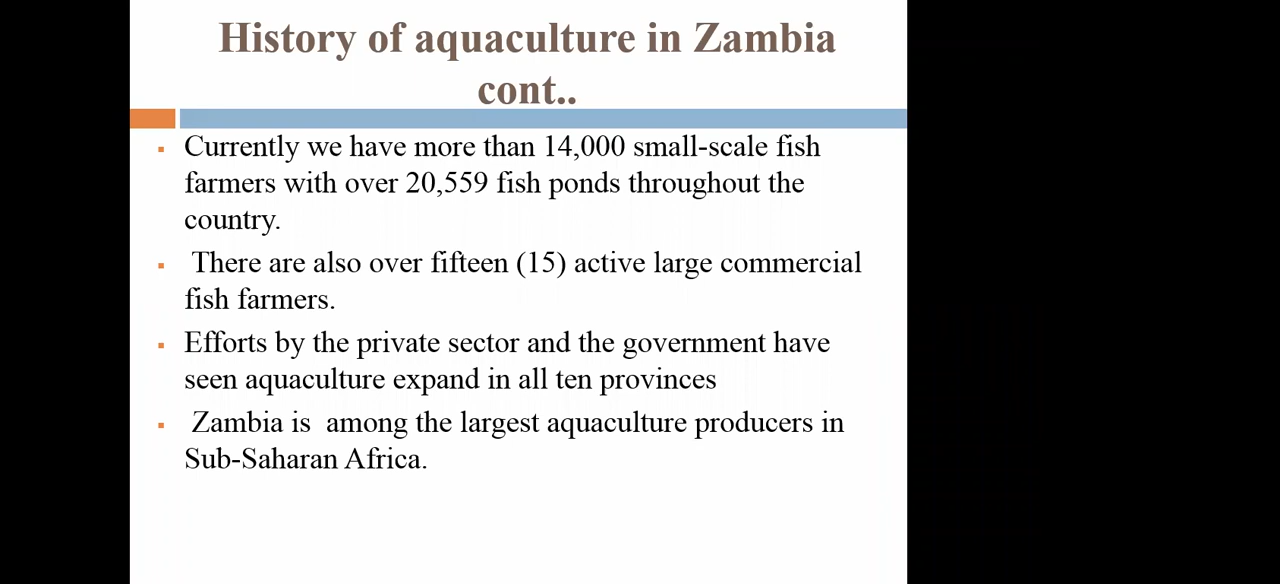 History of aquaculture in Zambia
cont..
▪ Currently we have more than 14,000 small-scale fish
farmers with over 20,559 fish ponds throughout the
country.
▪ There are also over fifteen (15) active large commercial
fish farmers.
▪ Efforts by the private sector and the government have
seen aquaculture expand in all ten provinces
▪ Zambia is  among the largest aquaculture producers in
Sub-Saharan Africa.